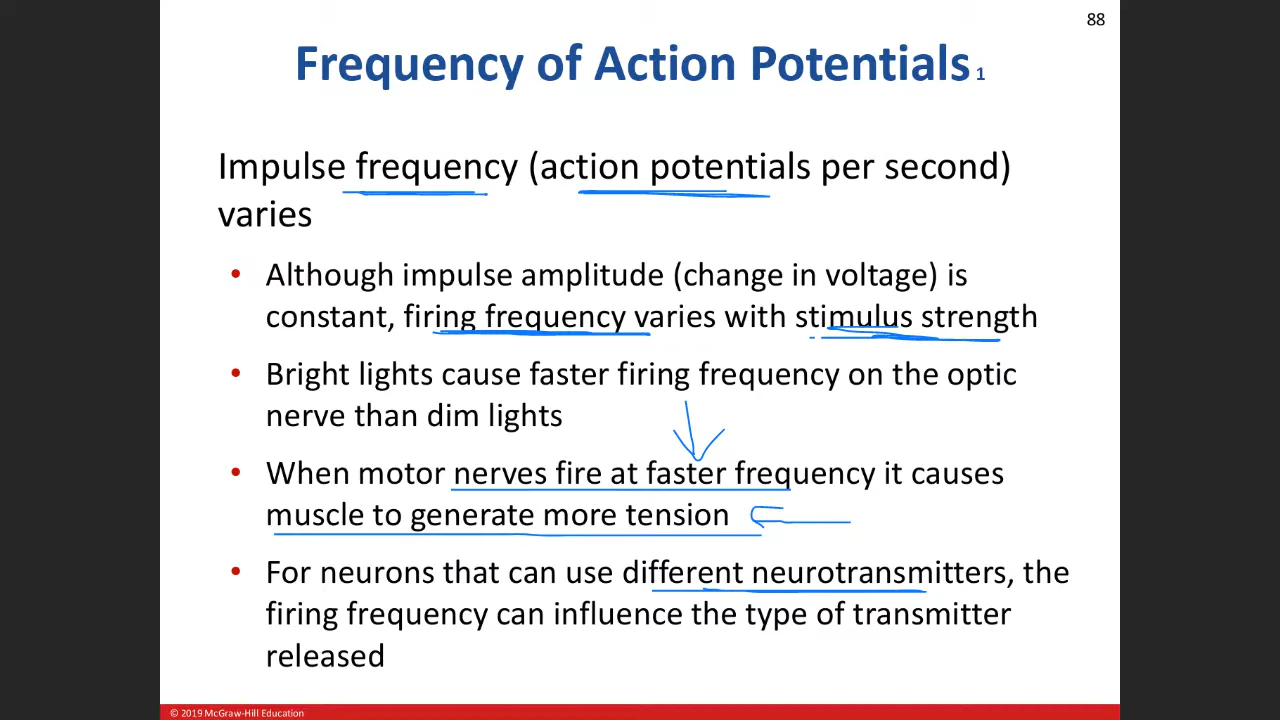 88
Frequency of Action Potentials 1
Impulse frequency (action potentials per second)
varies
• Although impulse amplitude (change in voltage) is
constant, firing frequency varies with stimulus strength
• Bright lights cause faster firing frequency on the optic
nerve than dim lights
• When motor nerves fire at faster frequency it causes
muscle to generate more tension
• For neurons that can use different neurotransmitters, the
firing frequency can influence the type of transmitter
released
© 2019 McGraw-Hill Education